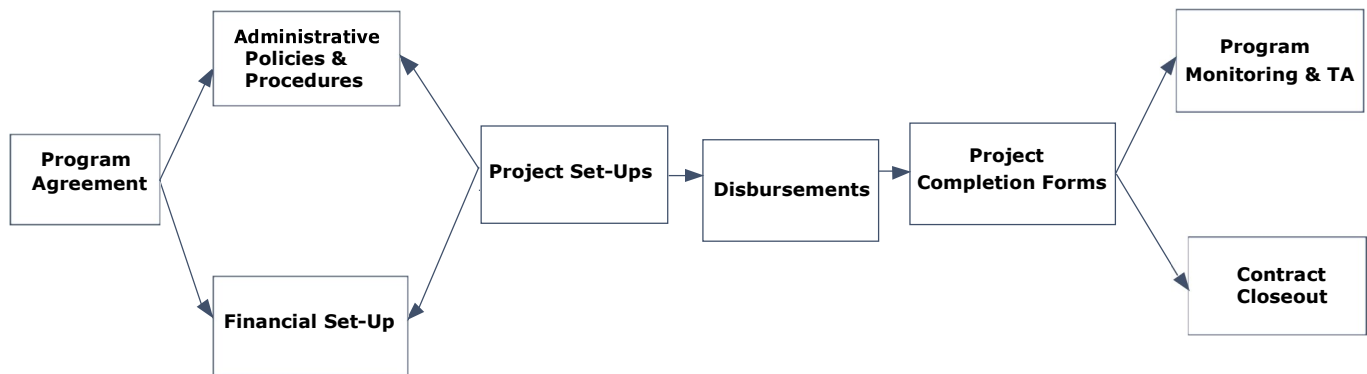 Program
Agreement
Administrative
Policies &
Procedures
Financial Set-Up
Project Set-Ups
Disbursements
Project
Completion Forms
Program
Monitoring & TA
Contract
Closeout